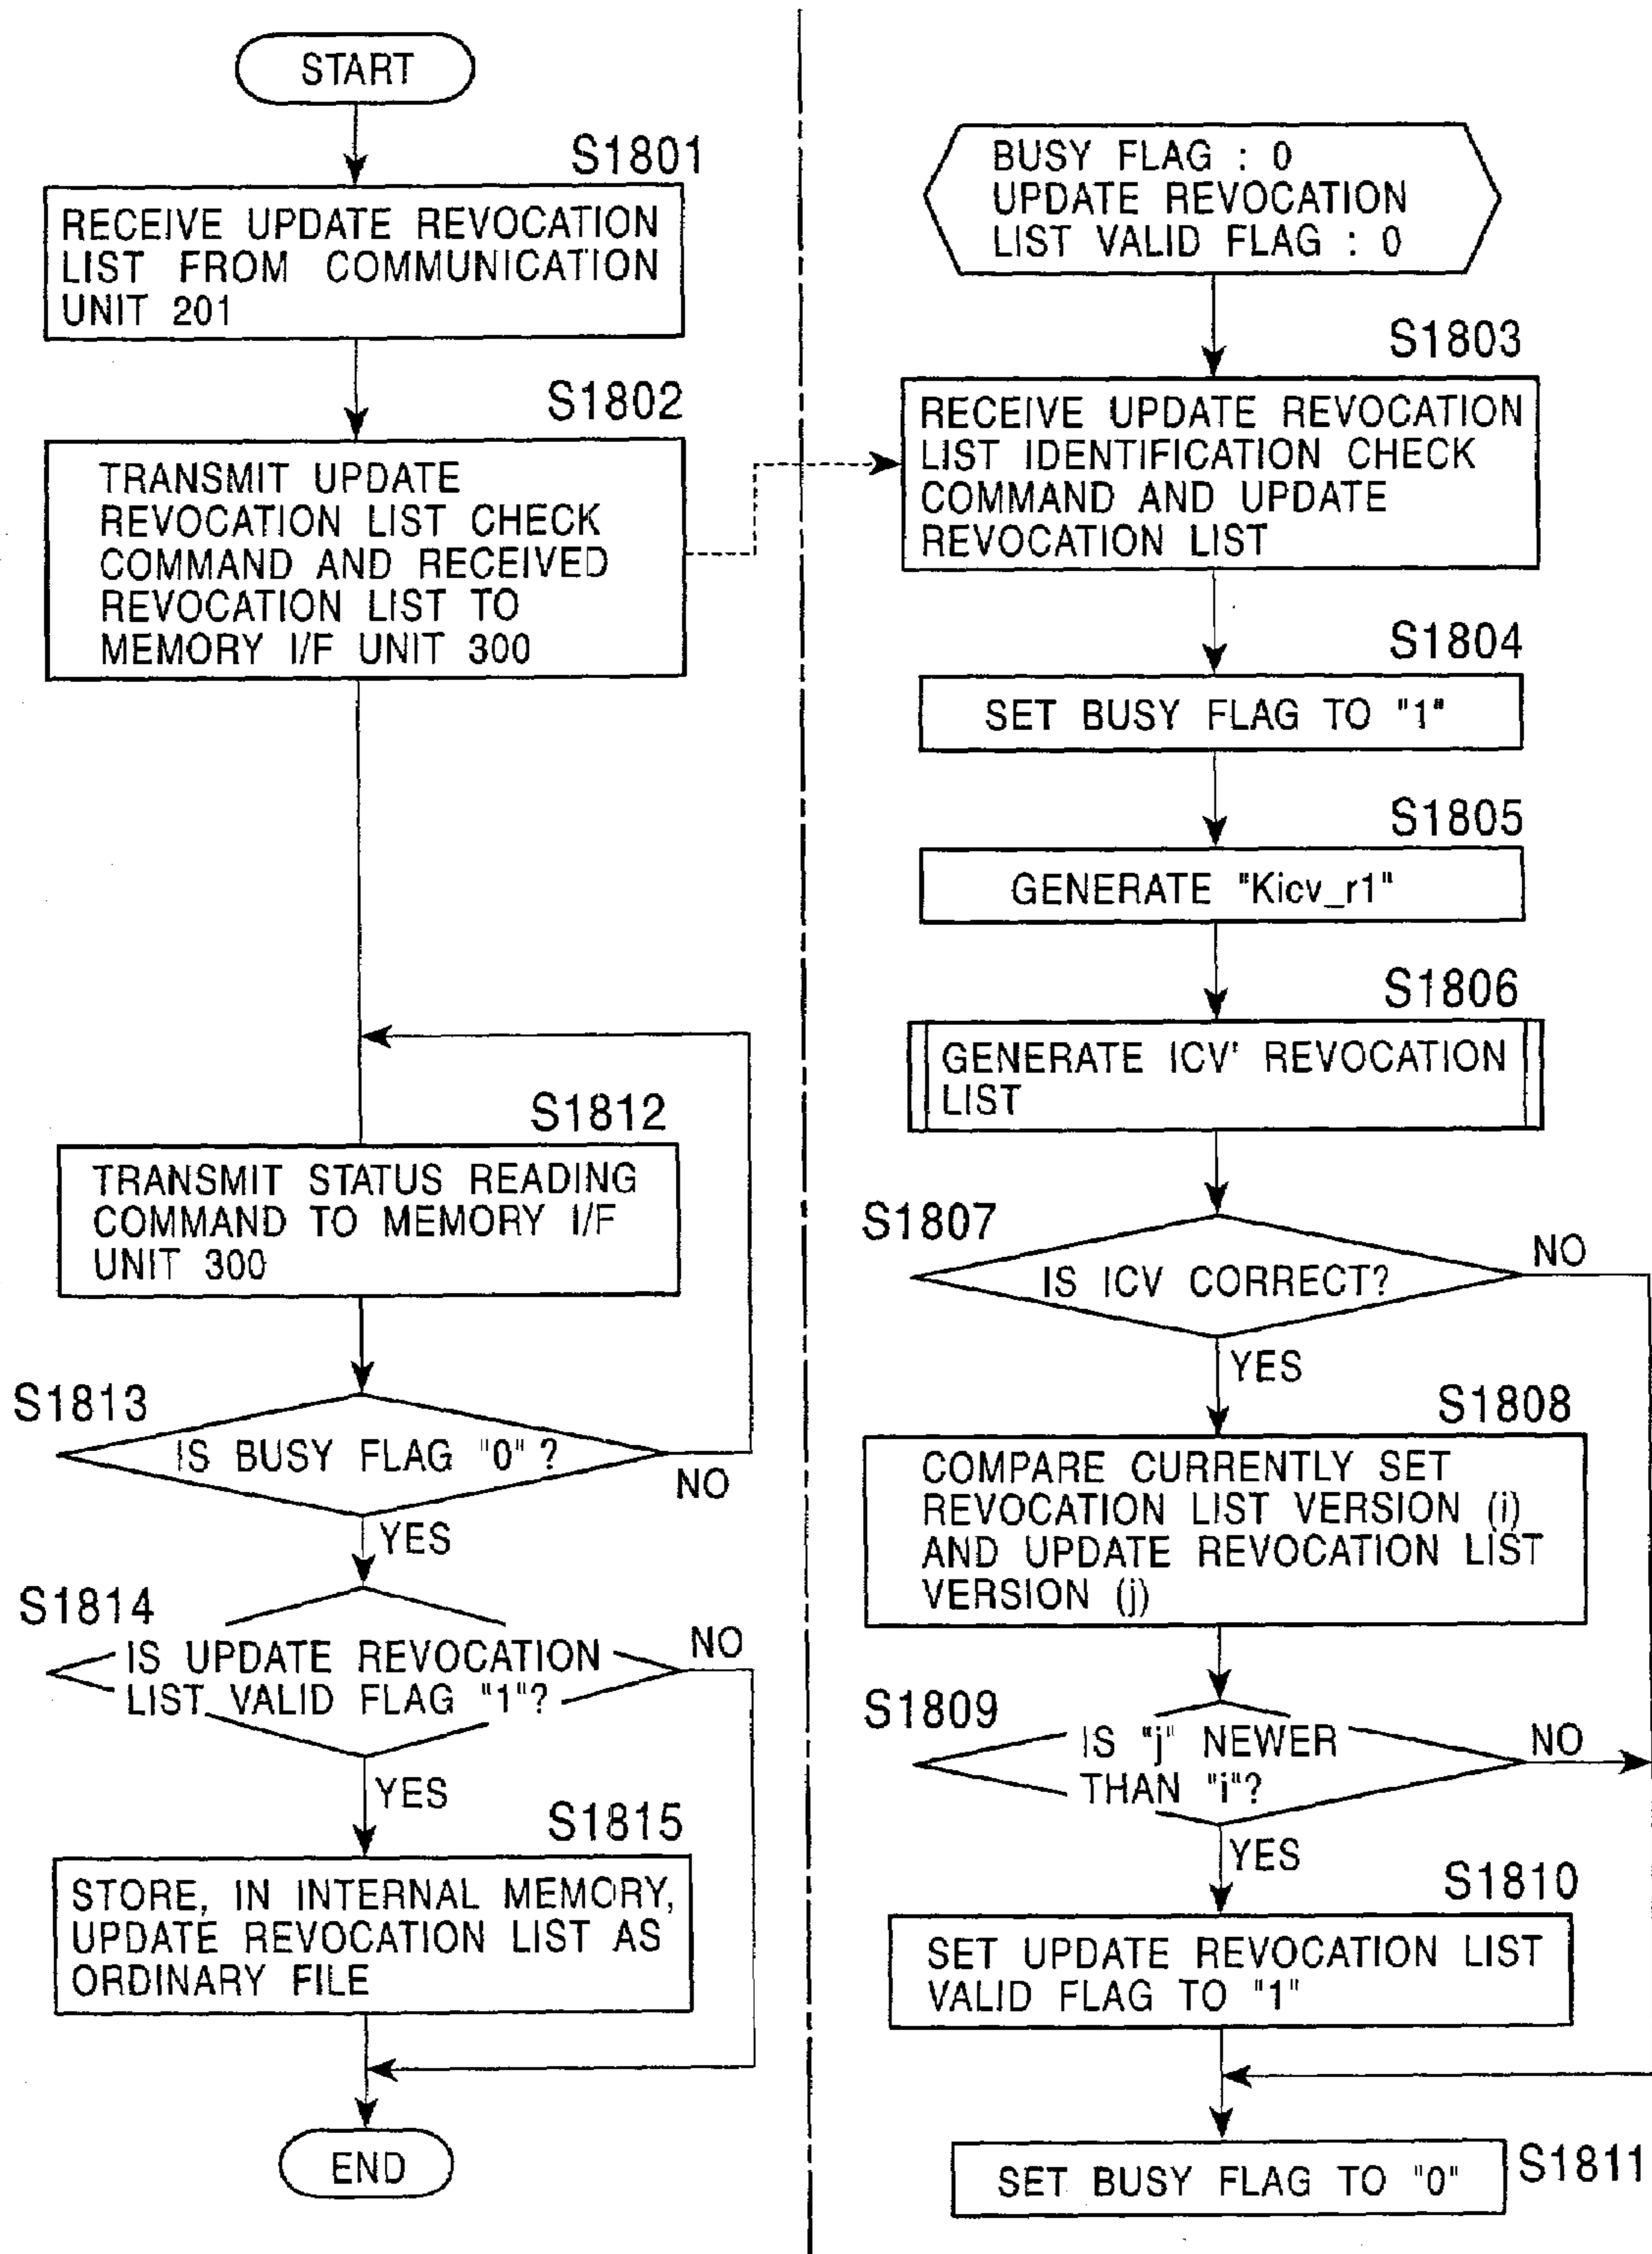 START
S1801
RECEIVE UPDATE REVOCATION
LIST FROM COMMUNICATION
UNIT 201
S1802
TRANSMIT UPDATE
REVOCATION LIST CHECK
COMMAND AND RECEIVED
REVOCATION LIST TO
MEMORY I/F UNIT 300
S1812
TRANSMIT STATUS READING
COMMAND TO MEMORY I/F
UNIT 300
S1813
IS BUSY FLAG "0" ?
NO
YES
S1814
IS UPDATE REVOCATION
LIST VALID FLAG "1"?
NO
YES
S1815
STORE, IN INTERNAL MEMORY,
UPDATE REVOCATION LIST AS
ORDINARY FILE
END
BUSY FLAG : 0
UPDATE REVOCATION
LIST VALID FLAG : 0
S1803
RECEIVE UPDATE REVOCATION
LIST IDENTIFICATION CHECK
COMMAND AND UPDATE
REVOCATION LIST
S1804
SET BUSY FLAG TO "1"
S1805
GENERATE "Kicv_r1"
S1806
GENERATE ICV' REVOCATION
LIST
S1807
IS ICV CORRECT?
NO
YES
S1808
COMPARE CURRENTLY SET
REVOCATION LIST VERSION (i)
AND UPDATE REVOCATION LIST
VERSION (j)
S1809
IS "j" NEWER
THAN "i"?
NO
YES
S1810
SET UPDATE REVOCATION LIST
VALID FLAG TO "1"
SET BUSY FLAG TO "0"
S1811